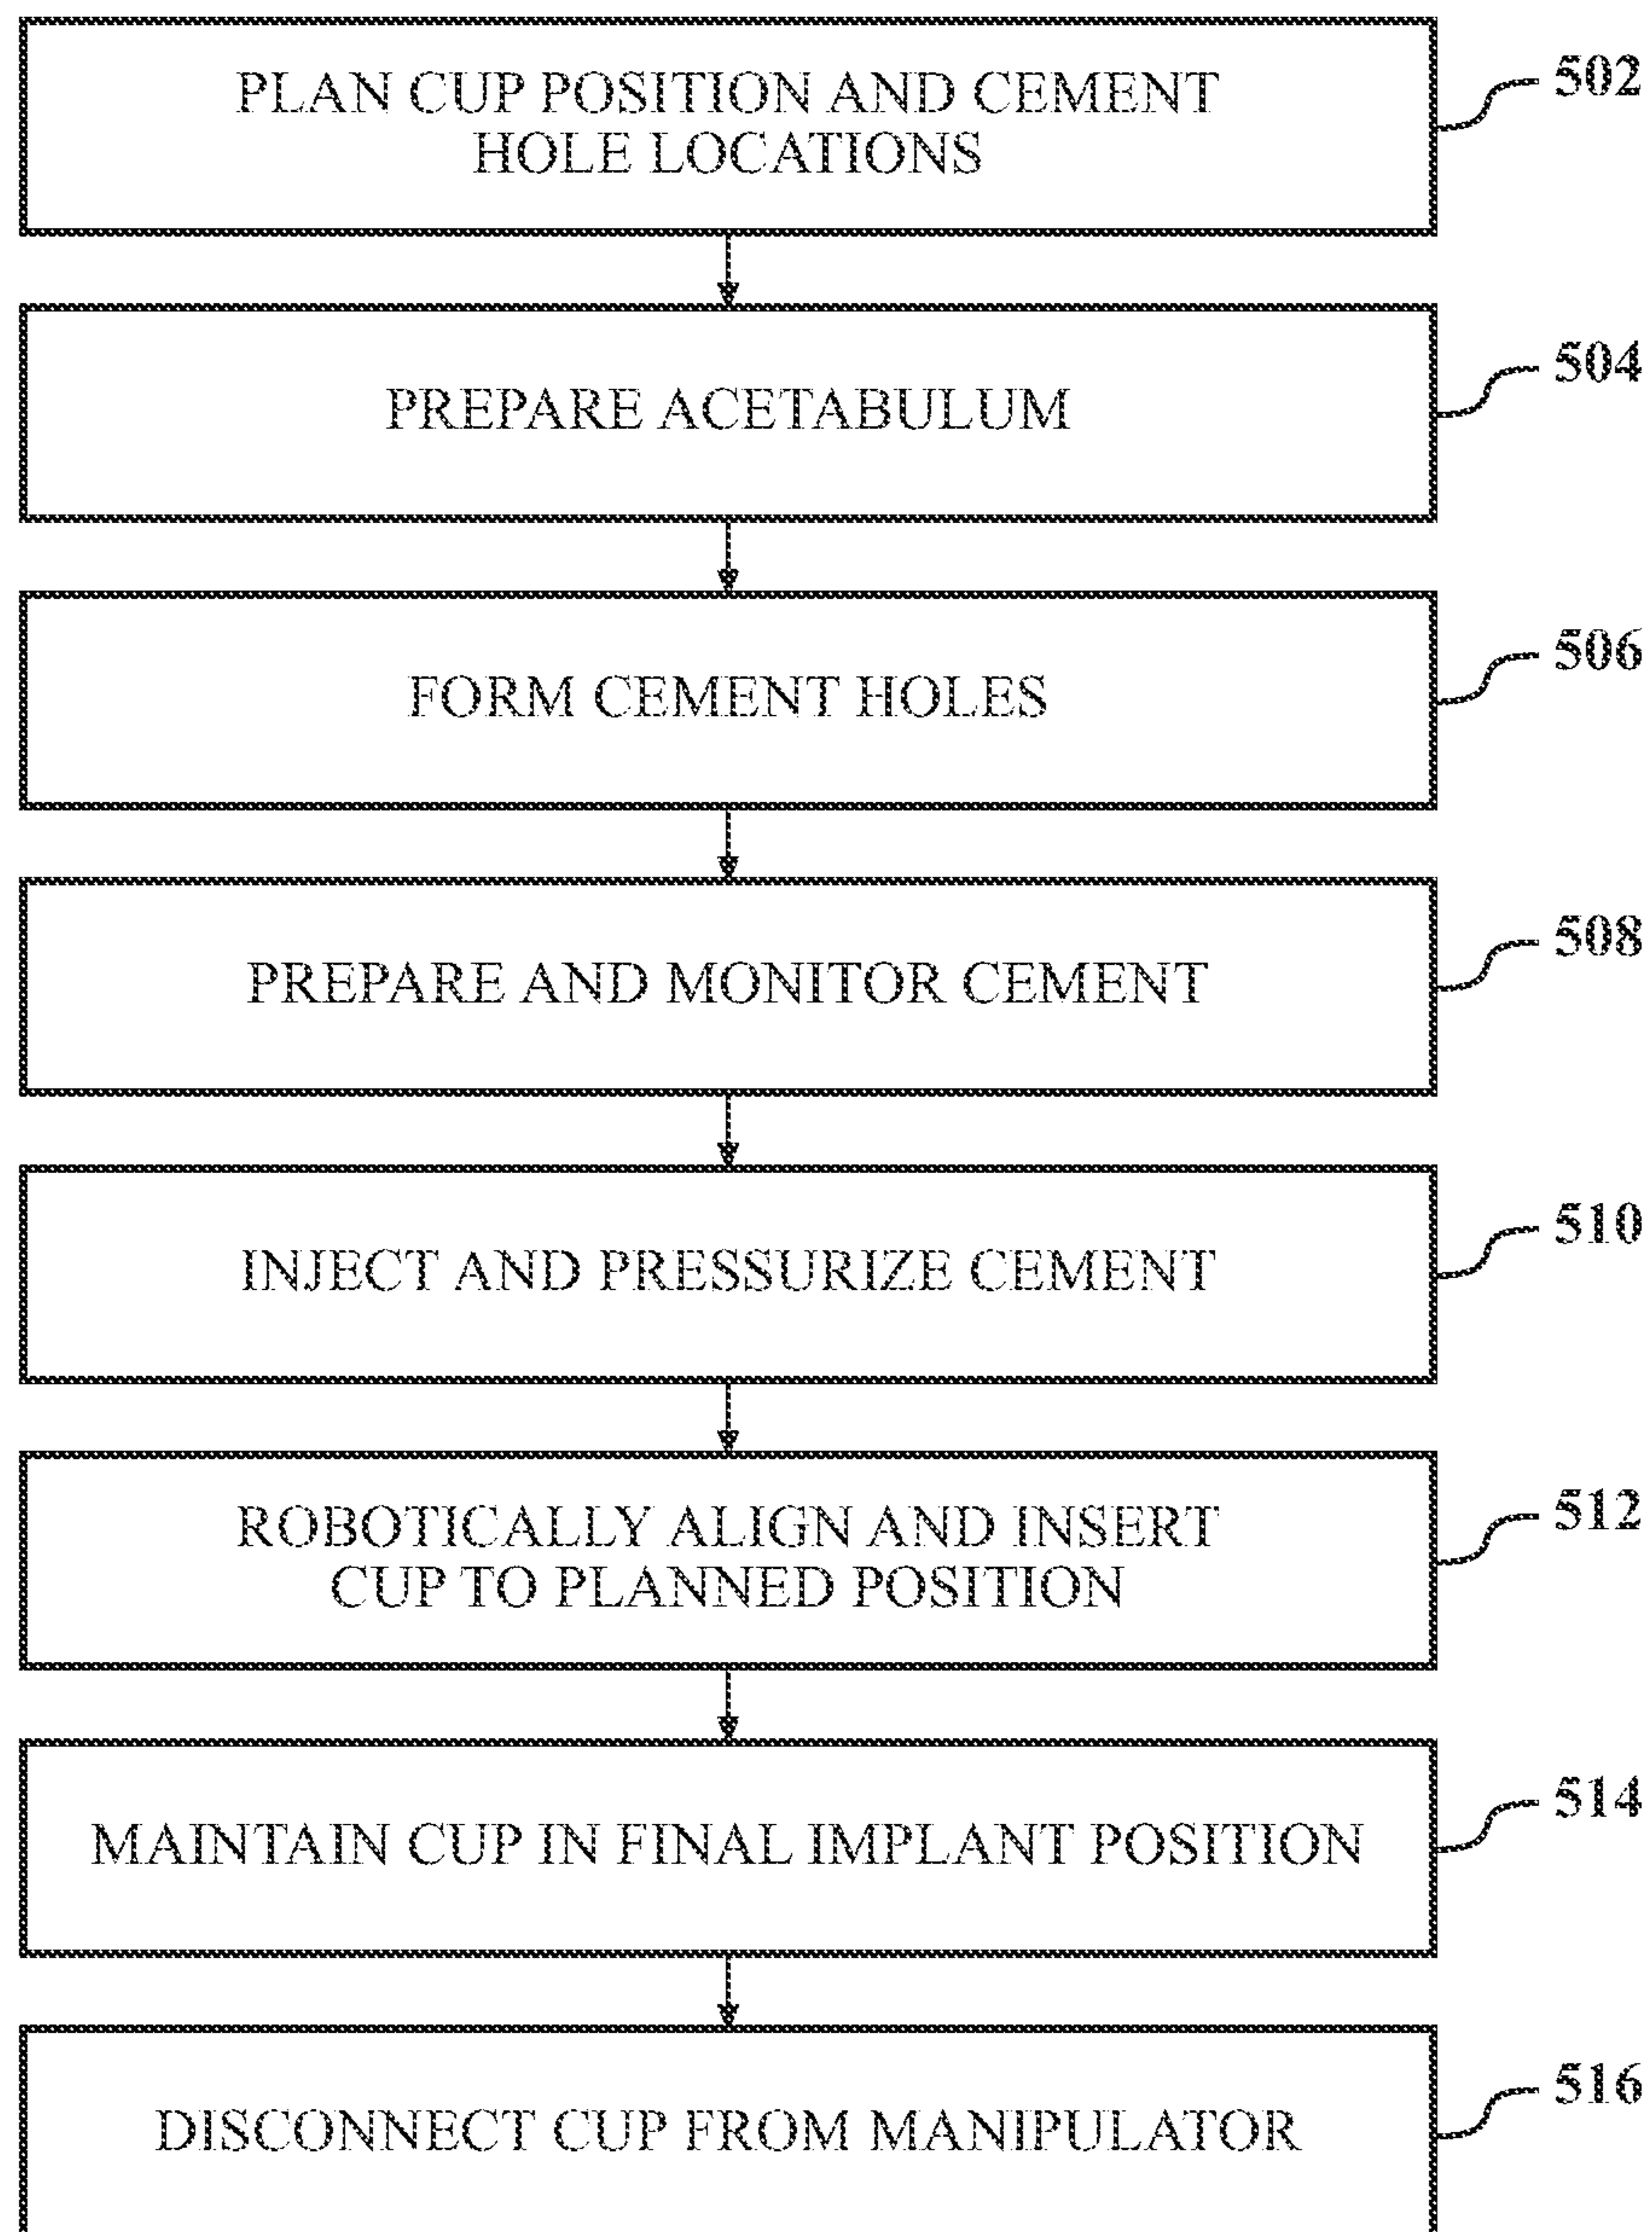 PLAN CUP POSITION AND CEMENT
HOLE LOCATIONS
502
PREPARE ACETABULUM
504
FORM CEMENT HOLES
506
PREPARE AND MONITOR CEMENT
508
INJECT AND PRESSURIZE CEMENT
510
ROBOTICALLY ALIGN AND INSERT
CUP TO PLANNED POSITION
512
MAINTAIN CUP IN FINAL IMPLANT POSITION
514
DISCONNECT CUP FROM MANIPULATOR
516